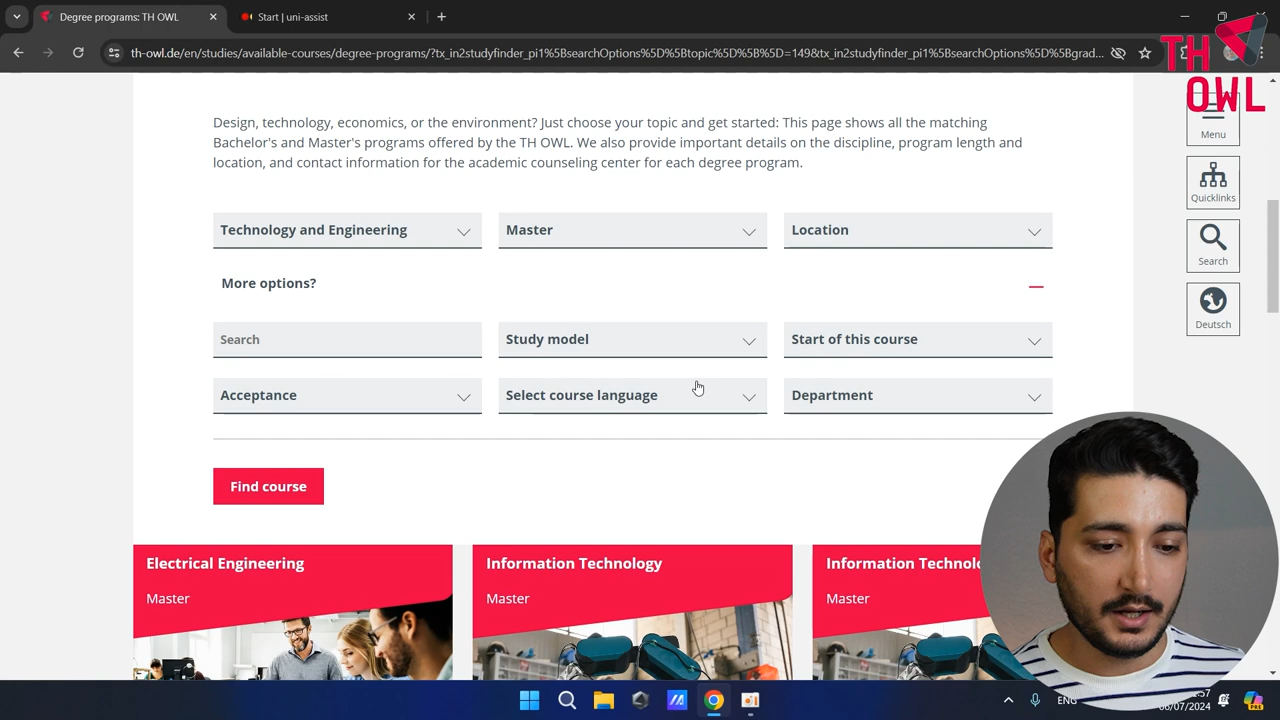 Degree programs: TH OWL
Start | uni-assist
th-owl.de/en/studies/available-courses/degree-programs/?tx_in2studyfinder_pi1%5BsearchOptions%5D%5Btopic%5D%5B%5D=149&tx_in2studyfinder_pi1%5BsearchOptions%5D%5Bgrad...
TH
OWL
Menu
Design, technology, economics, or the environment? Just choose your topic and get started: This page shows all the matching
Bachelor's and Master's programs offered by the TH OWL. We also provide important details on the discipline, program length and
location, and contact information for the academic counseling center for each degree program.
Quicklinks
Technology and Engineering
Master
Location
Search
More options?
Deutsch
Search
Study model
Start of this course
Acceptance
Select course language
Department
Find course
Electrical Engineering
Master
Information Technology
Master
Master
ENG